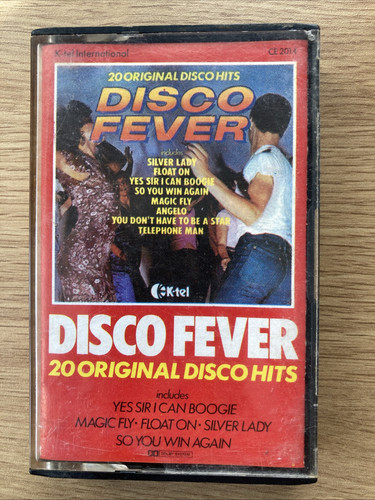 K-tel International
CE 2014
20 ORIGINAL DISCO HITS
DISCO
FEVER
includes
SILVER LADY
FLOAT ON
YES SIR I CAN BOOGIE
SO YOU WIN AGAIN
MAGIC FLY
ANGELO
YOU DON'T HAVE TO BE A STAR
TELEPHONE MAN
K-tel
DISCO FEVER
20 ORIGINAL DISCO HITS
includes
YES SIR I CAN BOOGIE
MAGIC FLY · FLOAT ON · SILVER LADY
SO YOU WIN AGAIN
DOLBY SYSTEM